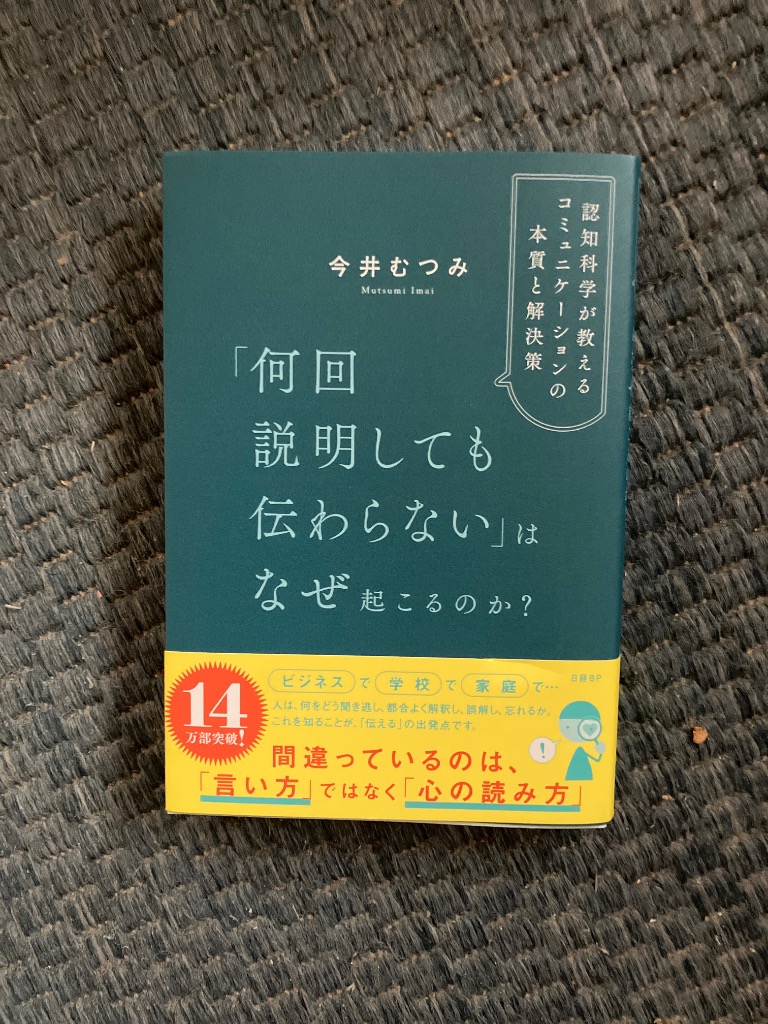 認知科学が教える
コミュニケーションの
本質と解決策
今井むつみ
Mutsumi Imai
「何回
説明しても
伝わらない」は
なぜ起こるのか?
日経BP
14
万部突破!
ビジネスで学校で家庭で…
人は、何をどう聞き逃し、都合よく解釈し、誤解し、忘れるか。
これを知ることが、「伝える」の出発点です。
!
間違っているのは、
「言い方」ではなく「心の読み方」